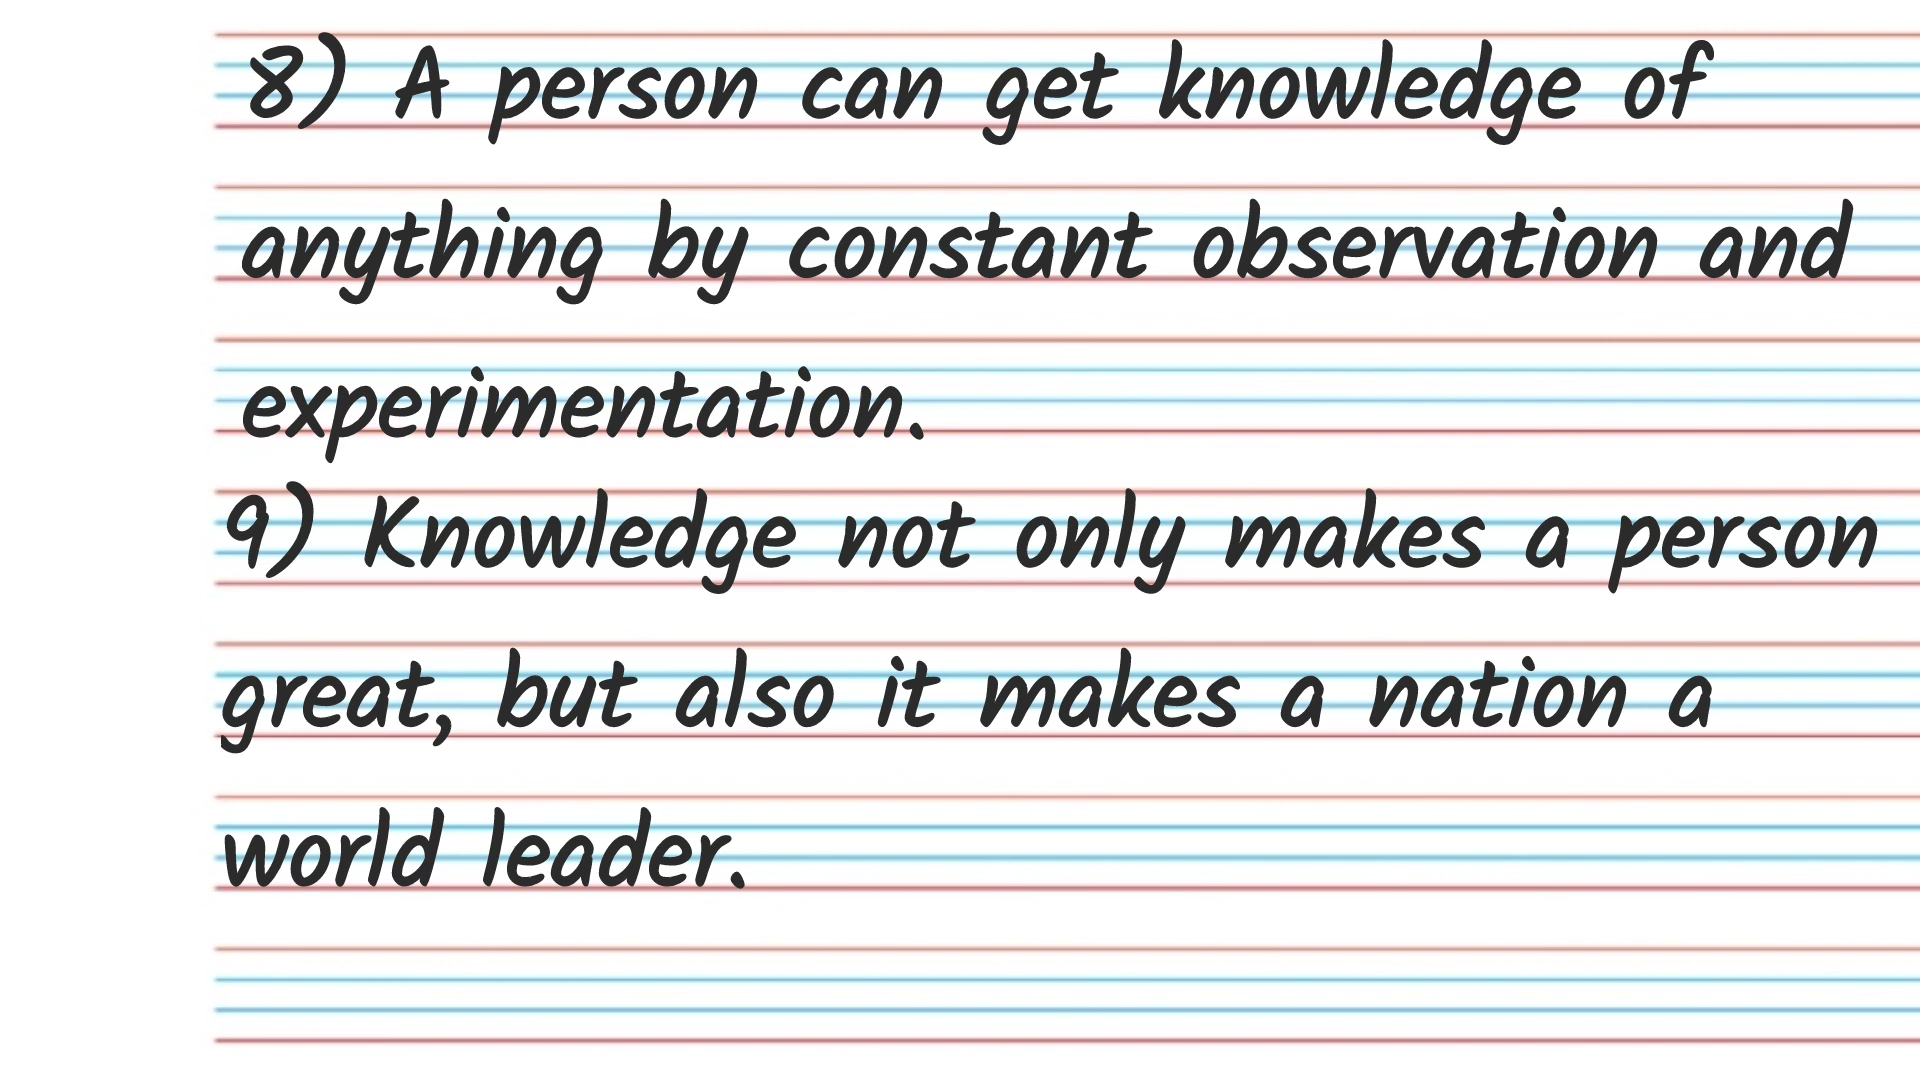 8) A person can get knowledge of
anything by constant observation and
experimentation.
9) Knowledge not only makes a person
great, but also it makes a nation a
world leader.